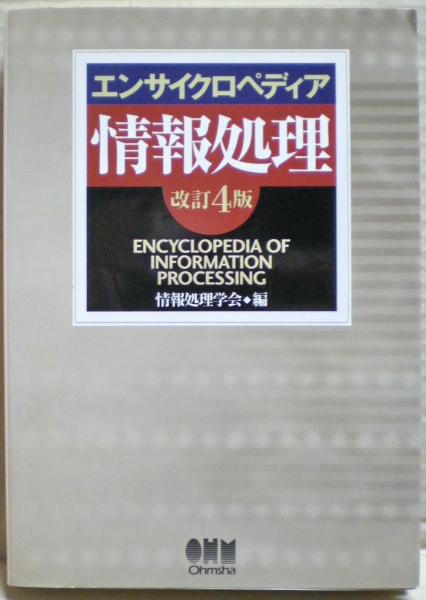 エンサイクロペディア
情報処理
改訂4版
ENCYCLOPEDIA OF
INFORMATION
PROCESSING
情報処理学会◆編
OHM
Ohmsha